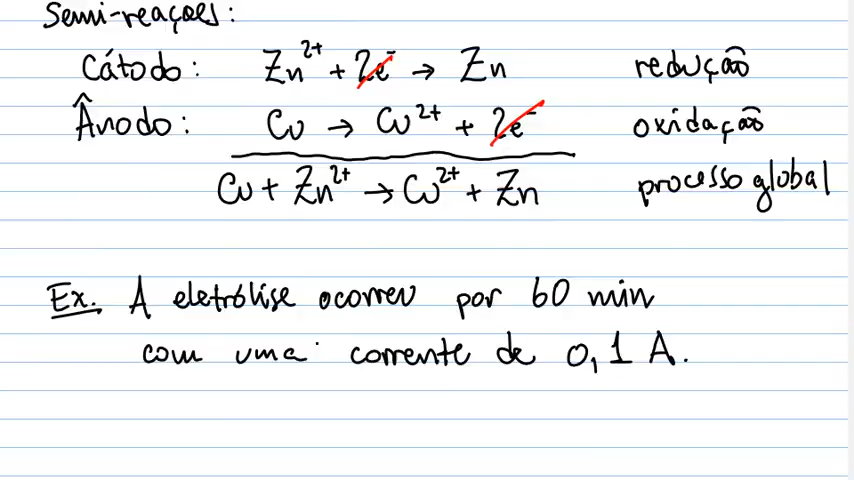 Semi-reações:
Cátodo: Zn²⁺ + 2e⁻ → Zn redução
Ânodo: Cu → Cu²⁺ + 2e⁻ oxidação
Cu + Zn²⁺ → Cu²⁺ + Zn processo global
Ex. A eletrólise ocorreu por 60 min
com uma corrente de 0,1 A.